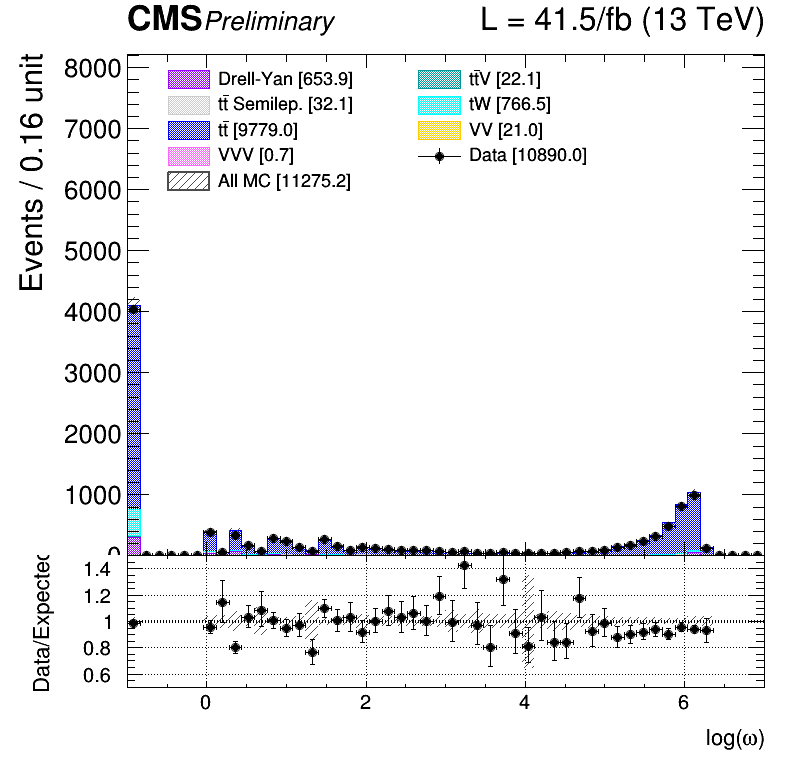 CMS Preliminary L = 41.5/fb (13 TeV)
Events / 0.16 unit
8000
7000
6000
5000
4000
3000
2000
1000
0
Drell-Yan [653.9]
tt̄ Semilep. [32.1]
tt̄ [9779.0]
VVV [0.7]
All MC [11275.2]
tt̄V [22.1]
tW [766.5]
VV [21.0]
Data [10890.0]
Data/Expected
1.4
1.2
1
0.8
0.6
0 2 4 6
log(ω)